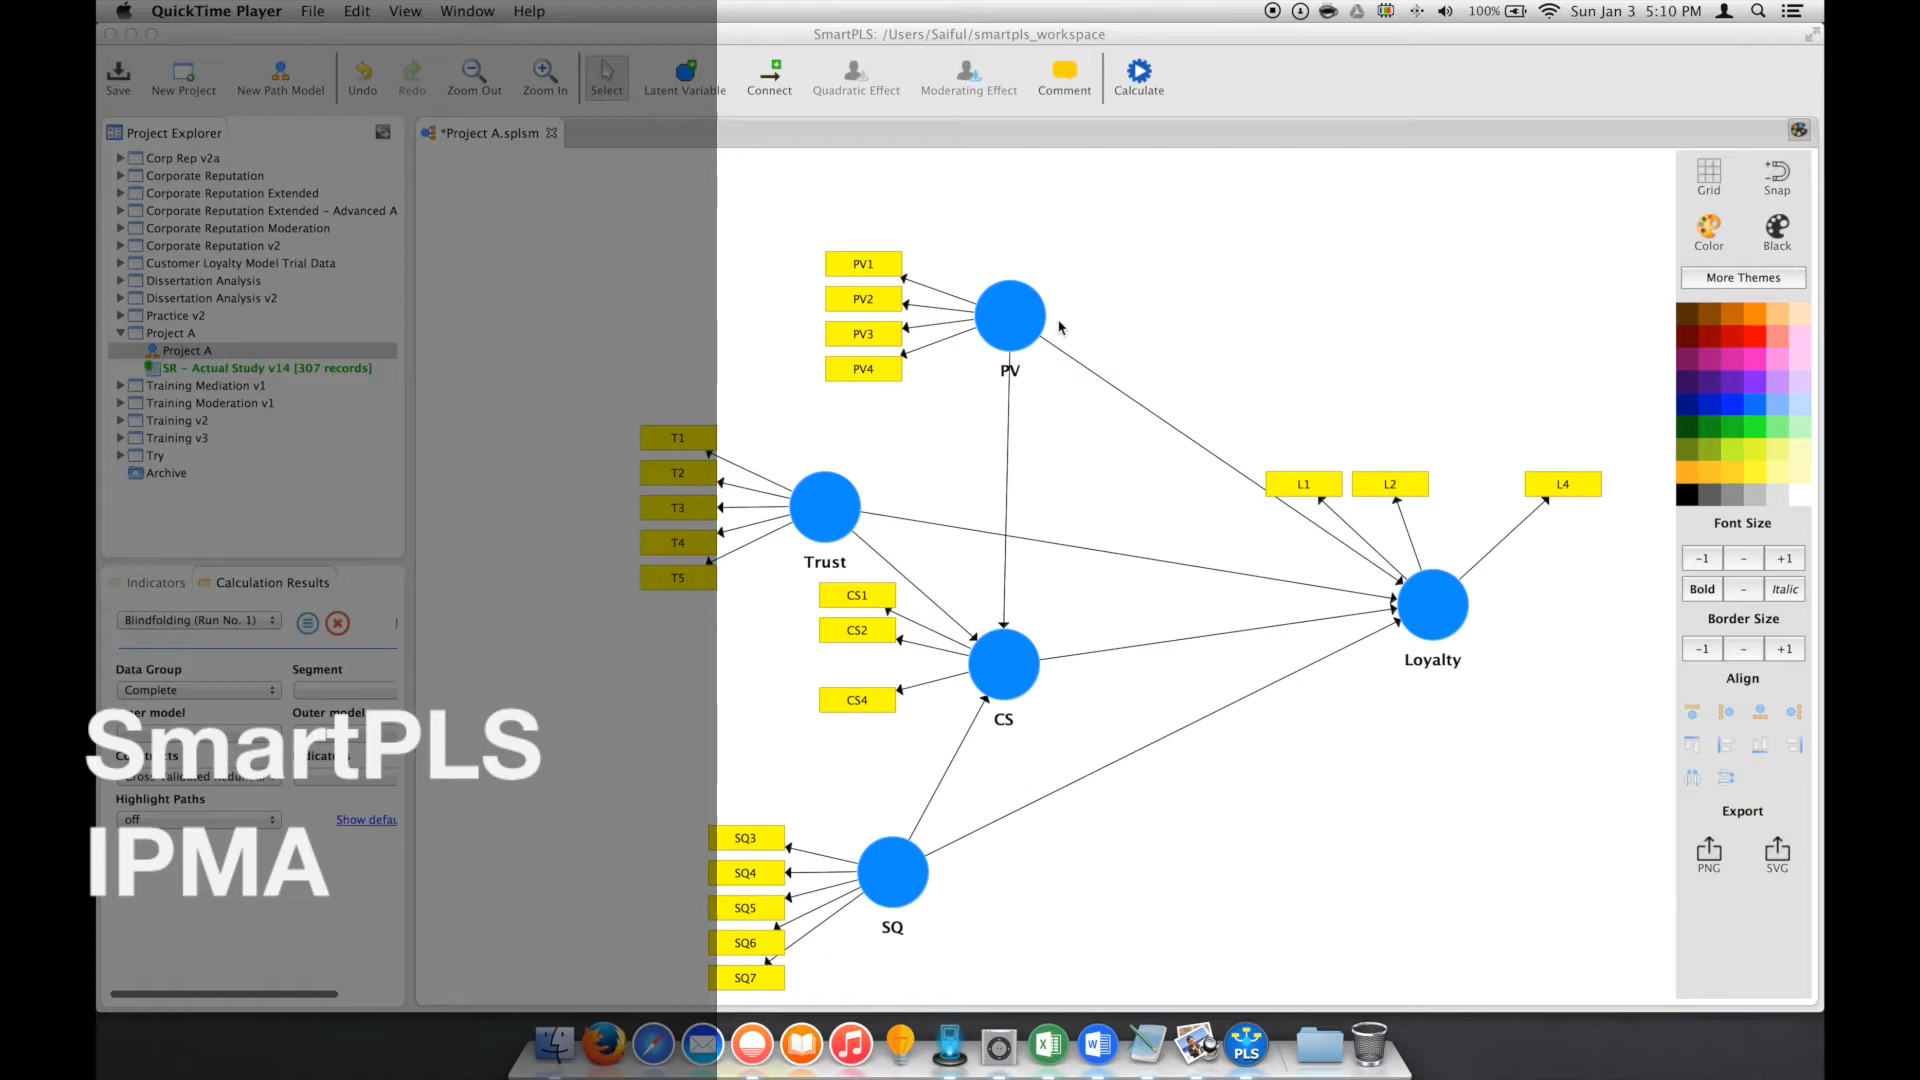 QuickTime Player File Edit View Window Help
100% Sun Jan 3 5:10 PM
SmartPLS: /Users/Saiful/smartpls_workspace
Save New Project New Path Model Undo Redo Zoom Out Zoom In Select Latent Variable Connect Quadratic Effect Moderating Effect Comment Calculate
Project Explorer
*Project A.splsm
Corp Rep v2a
Corporate Reputation
Corporate Reputation Extended
Corporate Reputation Extended - Advanced A
Corporate Reputation Moderation
Corporate Reputation v2
Customer Loyalty Model Trial Data
Dissertation Analysis
Dissertation Analysis v2
Practice v2
Project A
Project A
SR - Actual Study v14 [307 records]
Training Mediation v1
Training Moderation v1
Training v2
Training v3
Try
Archive
Indicators Calculation Results
Blindfolding (Run No. 1)
Data Group Segment
Complete
Outer model
Highlight Paths
off Show defau
SmartPLS
IPMA
PV1
PV2
PV3
PV4
PV
T1
T2
T3
T4
T5
Trust
CS1
CS2
CS4
CS
L1 L2 L4
Loyalty
SQ3
SQ4
SQ5
SQ6
SQ7
SQ
Grid Snap
Color Black
More Themes
Font Size
-1 - +1
Bold - Italic
Border Size
-1 - +1
Align
Export
PNG SVG
PLS